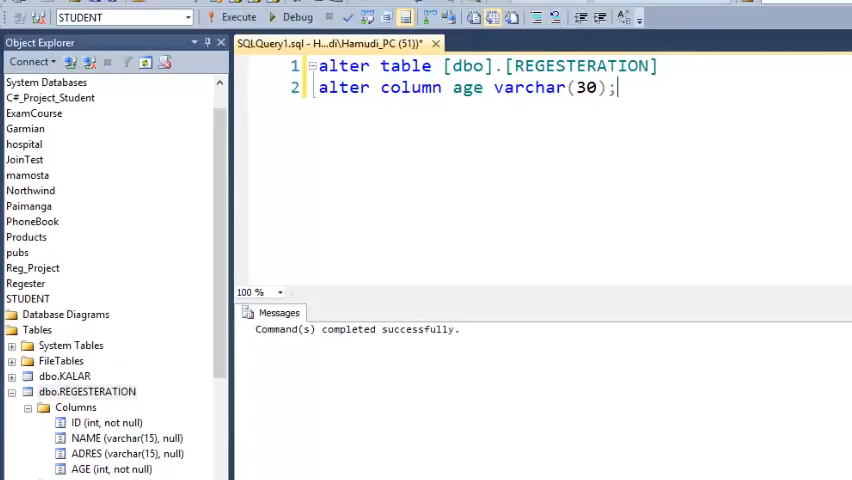 STUDENT
Execute
Debug
Object Explorer
Connect
System Databases
C#_Project_Student
ExamCourse
Garmian
hospital
JoinTest
mamosta
Northwind
Paimanga
PhoneBook
Products
pubs
Reg_Project
Regester
STUDENT
Database Diagrams
Tables
System Tables
FileTables
dbo.KALAR
dbo.REGESTERATION
Columns
ID (int, not null)
NAME (varchar(15), null)
ADRES (varchar(15), null)
AGE (int, not null)
SQLQuery1.sql - H...di\Hamudi_PC (51))*
1 alter table [dbo].[REGESTERATION]
2 alter column age varchar(30);
100 %
Messages
Command(s) completed successfully.